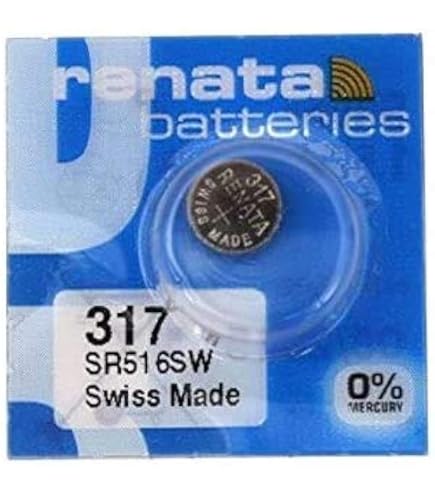 renata
batteries
317
RENATA
SWISS MADE
+
317
SR516SW
Swiss Made
0%
MERCURY